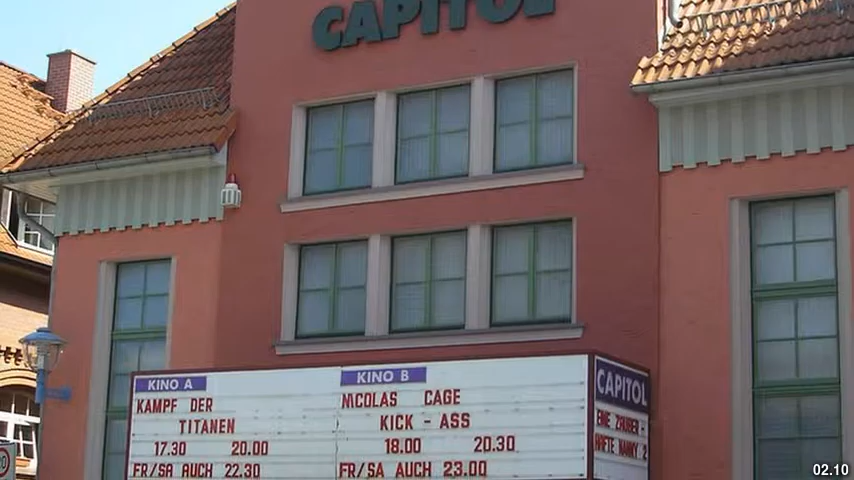 CAPITOL
KINO A
KAMPF DER
TITANEN
17.30 20.00
FR/SA AUCH 22.30
KINO B
NICOLAS CAGE
KICK - ASS
18.00 20.30
FR/SA AUCH 23.00
CAPITOL
EINE ZAUBER-
HAFTE NANNY 2
02.10